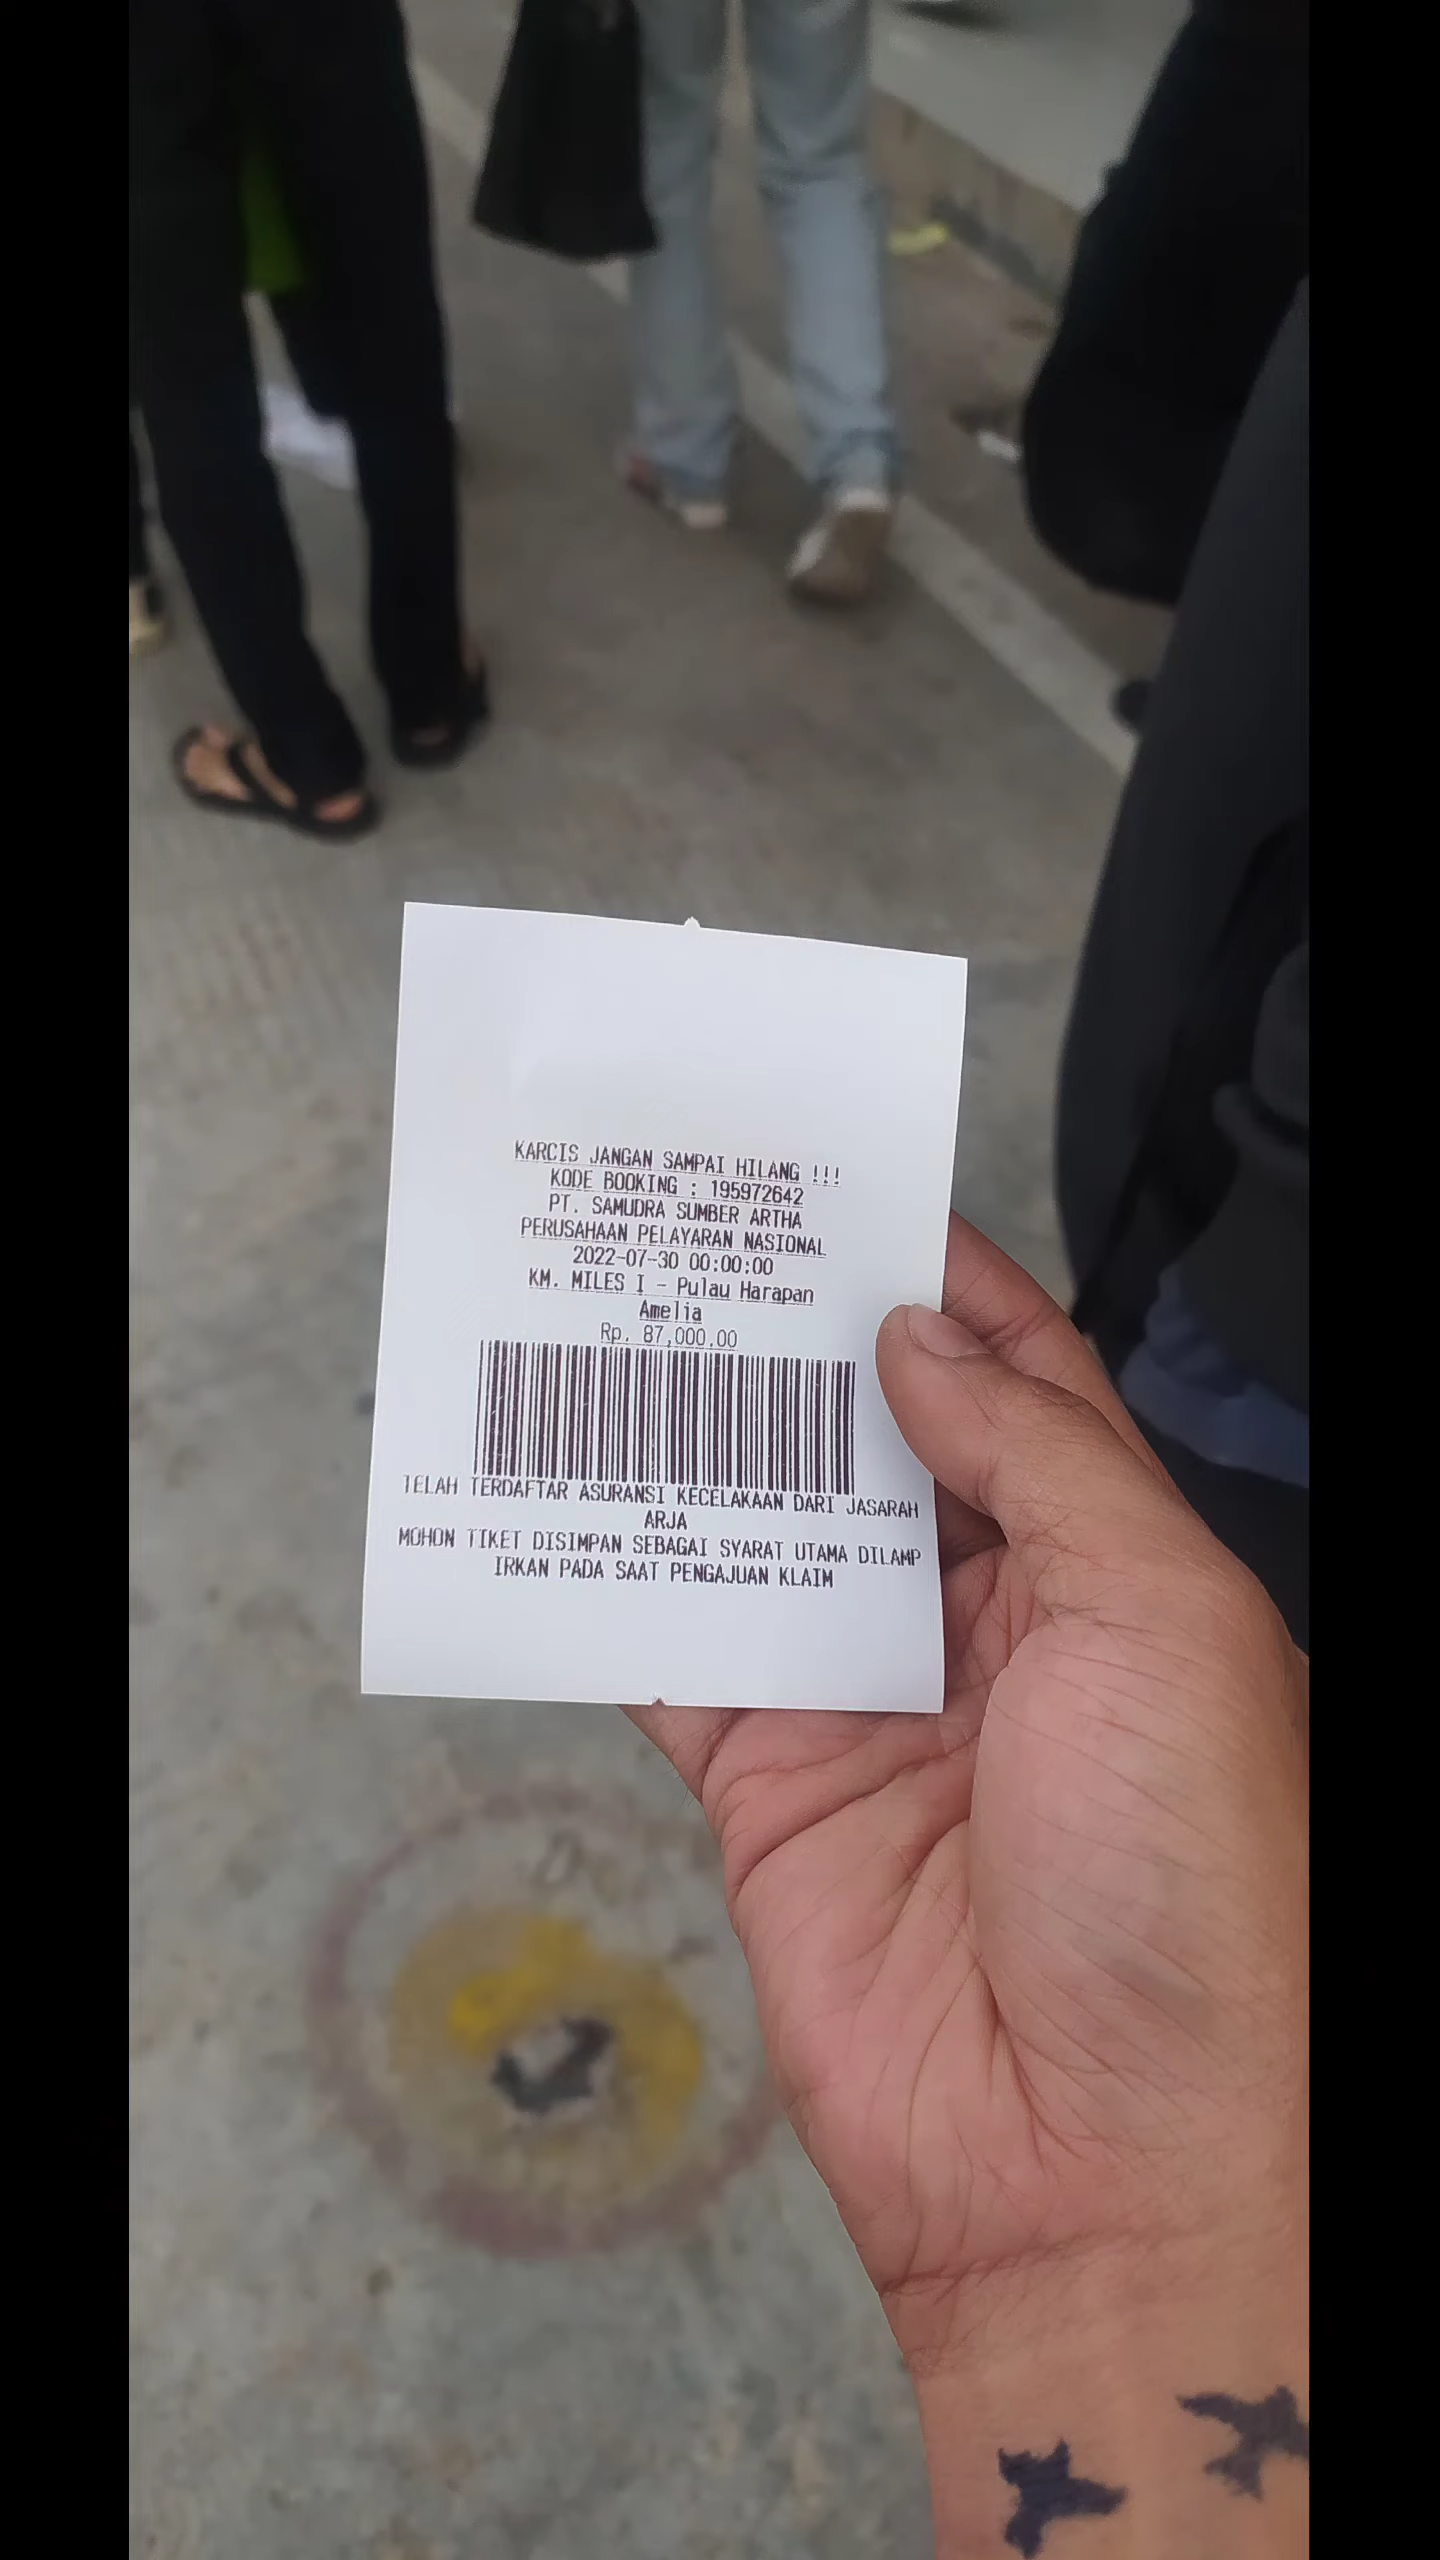 KARCIS JANGAN SAMPAI HILANG !!!
KODE BOOKING : 195972642
PT. SAMUDRA SUMBER ARTHA
PERUSAHAAN PELAYARAN NASIONAL
2022-07-30 00:00:00
KM. MILES I - Pulau Harapan
Amelia
Rp. 87,000.00
TELAH TERDAFTAR ASURANSI KECELAKAAN DARI JASARAH
ARJA
MOHON TIKET DISIMPAN SEBAGAI SYARAT UTAMA DILAMP
IRKAN PADA SAAT PENGAJUAN KLAIM